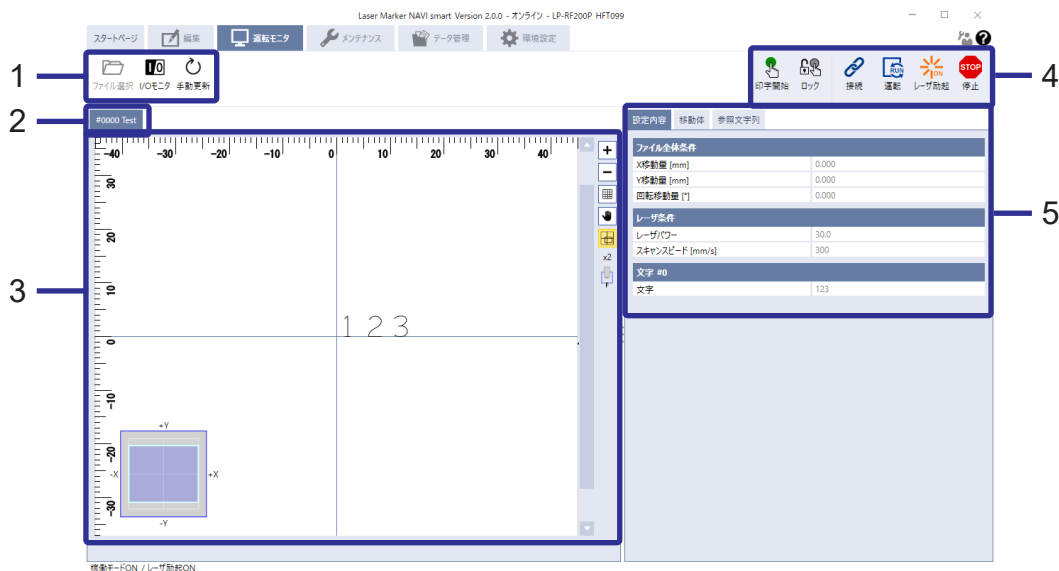 Laser Marker NAVI smart Version 2.0.0 - オンライン - LP-RF200P HFT099
スタートページ 編集 運転モニタ メンテナンス データ管理 環境設定
1
ファイル選択 I/Oモニタ 手動更新
印字開始 ロック 接続 運転 レーザ励起 停止
4
2
#0000 Test
設定内容 移動体 参照文字列
-40 -30 -20 -10 0 10 20 30 40
ファイル全体条件
X移動量 [mm] 0.000
Y移動量 [mm] 0.000
回転移動量 [°] 0.000
レーザ条件
レーザパワー 30.0
スキャンスピード [mm/s] 300
文字 #0
文字 123
5
3
30
20
10
0
-10
-20
-30
x2
F
123
+Y
-X +X
-Y
稼働モードON / レーザ励起ON